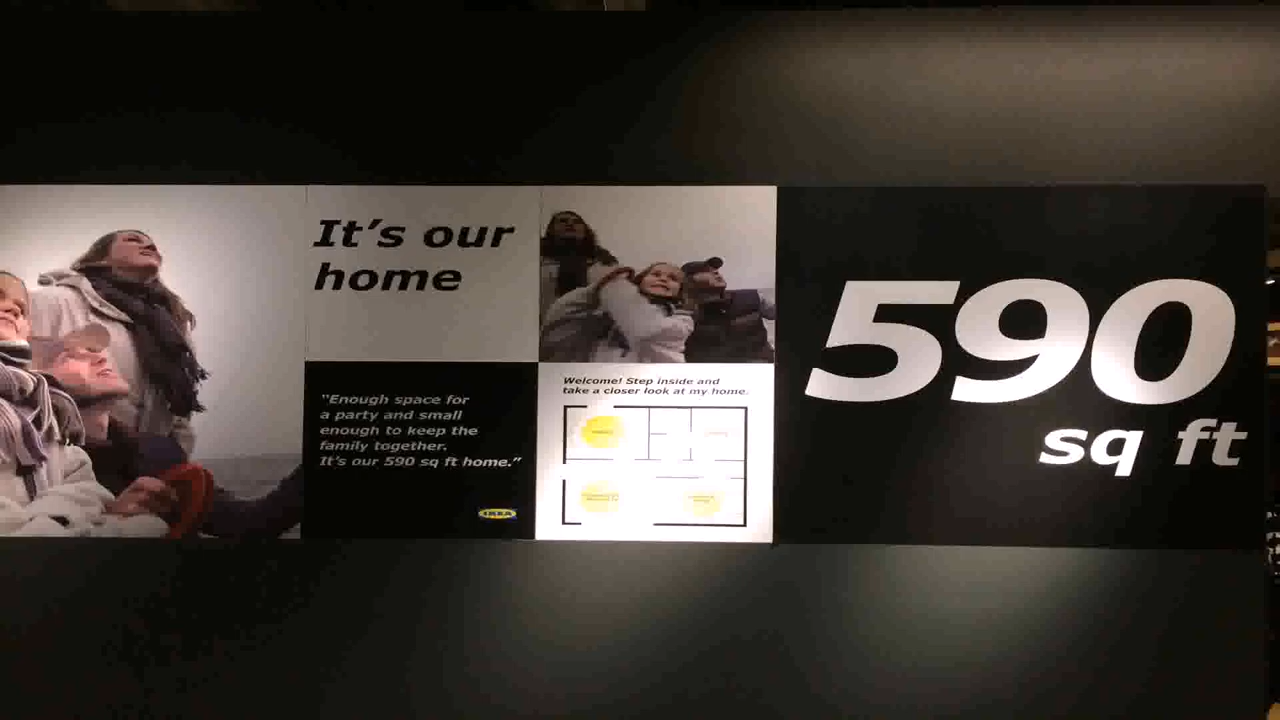 It's our
home
"Enough space for
a party and small
enough to keep the
family together.
It's our 590 sq ft home."
IKEA
Welcome! Step inside and
take a closer look at my home.
590
sq ft